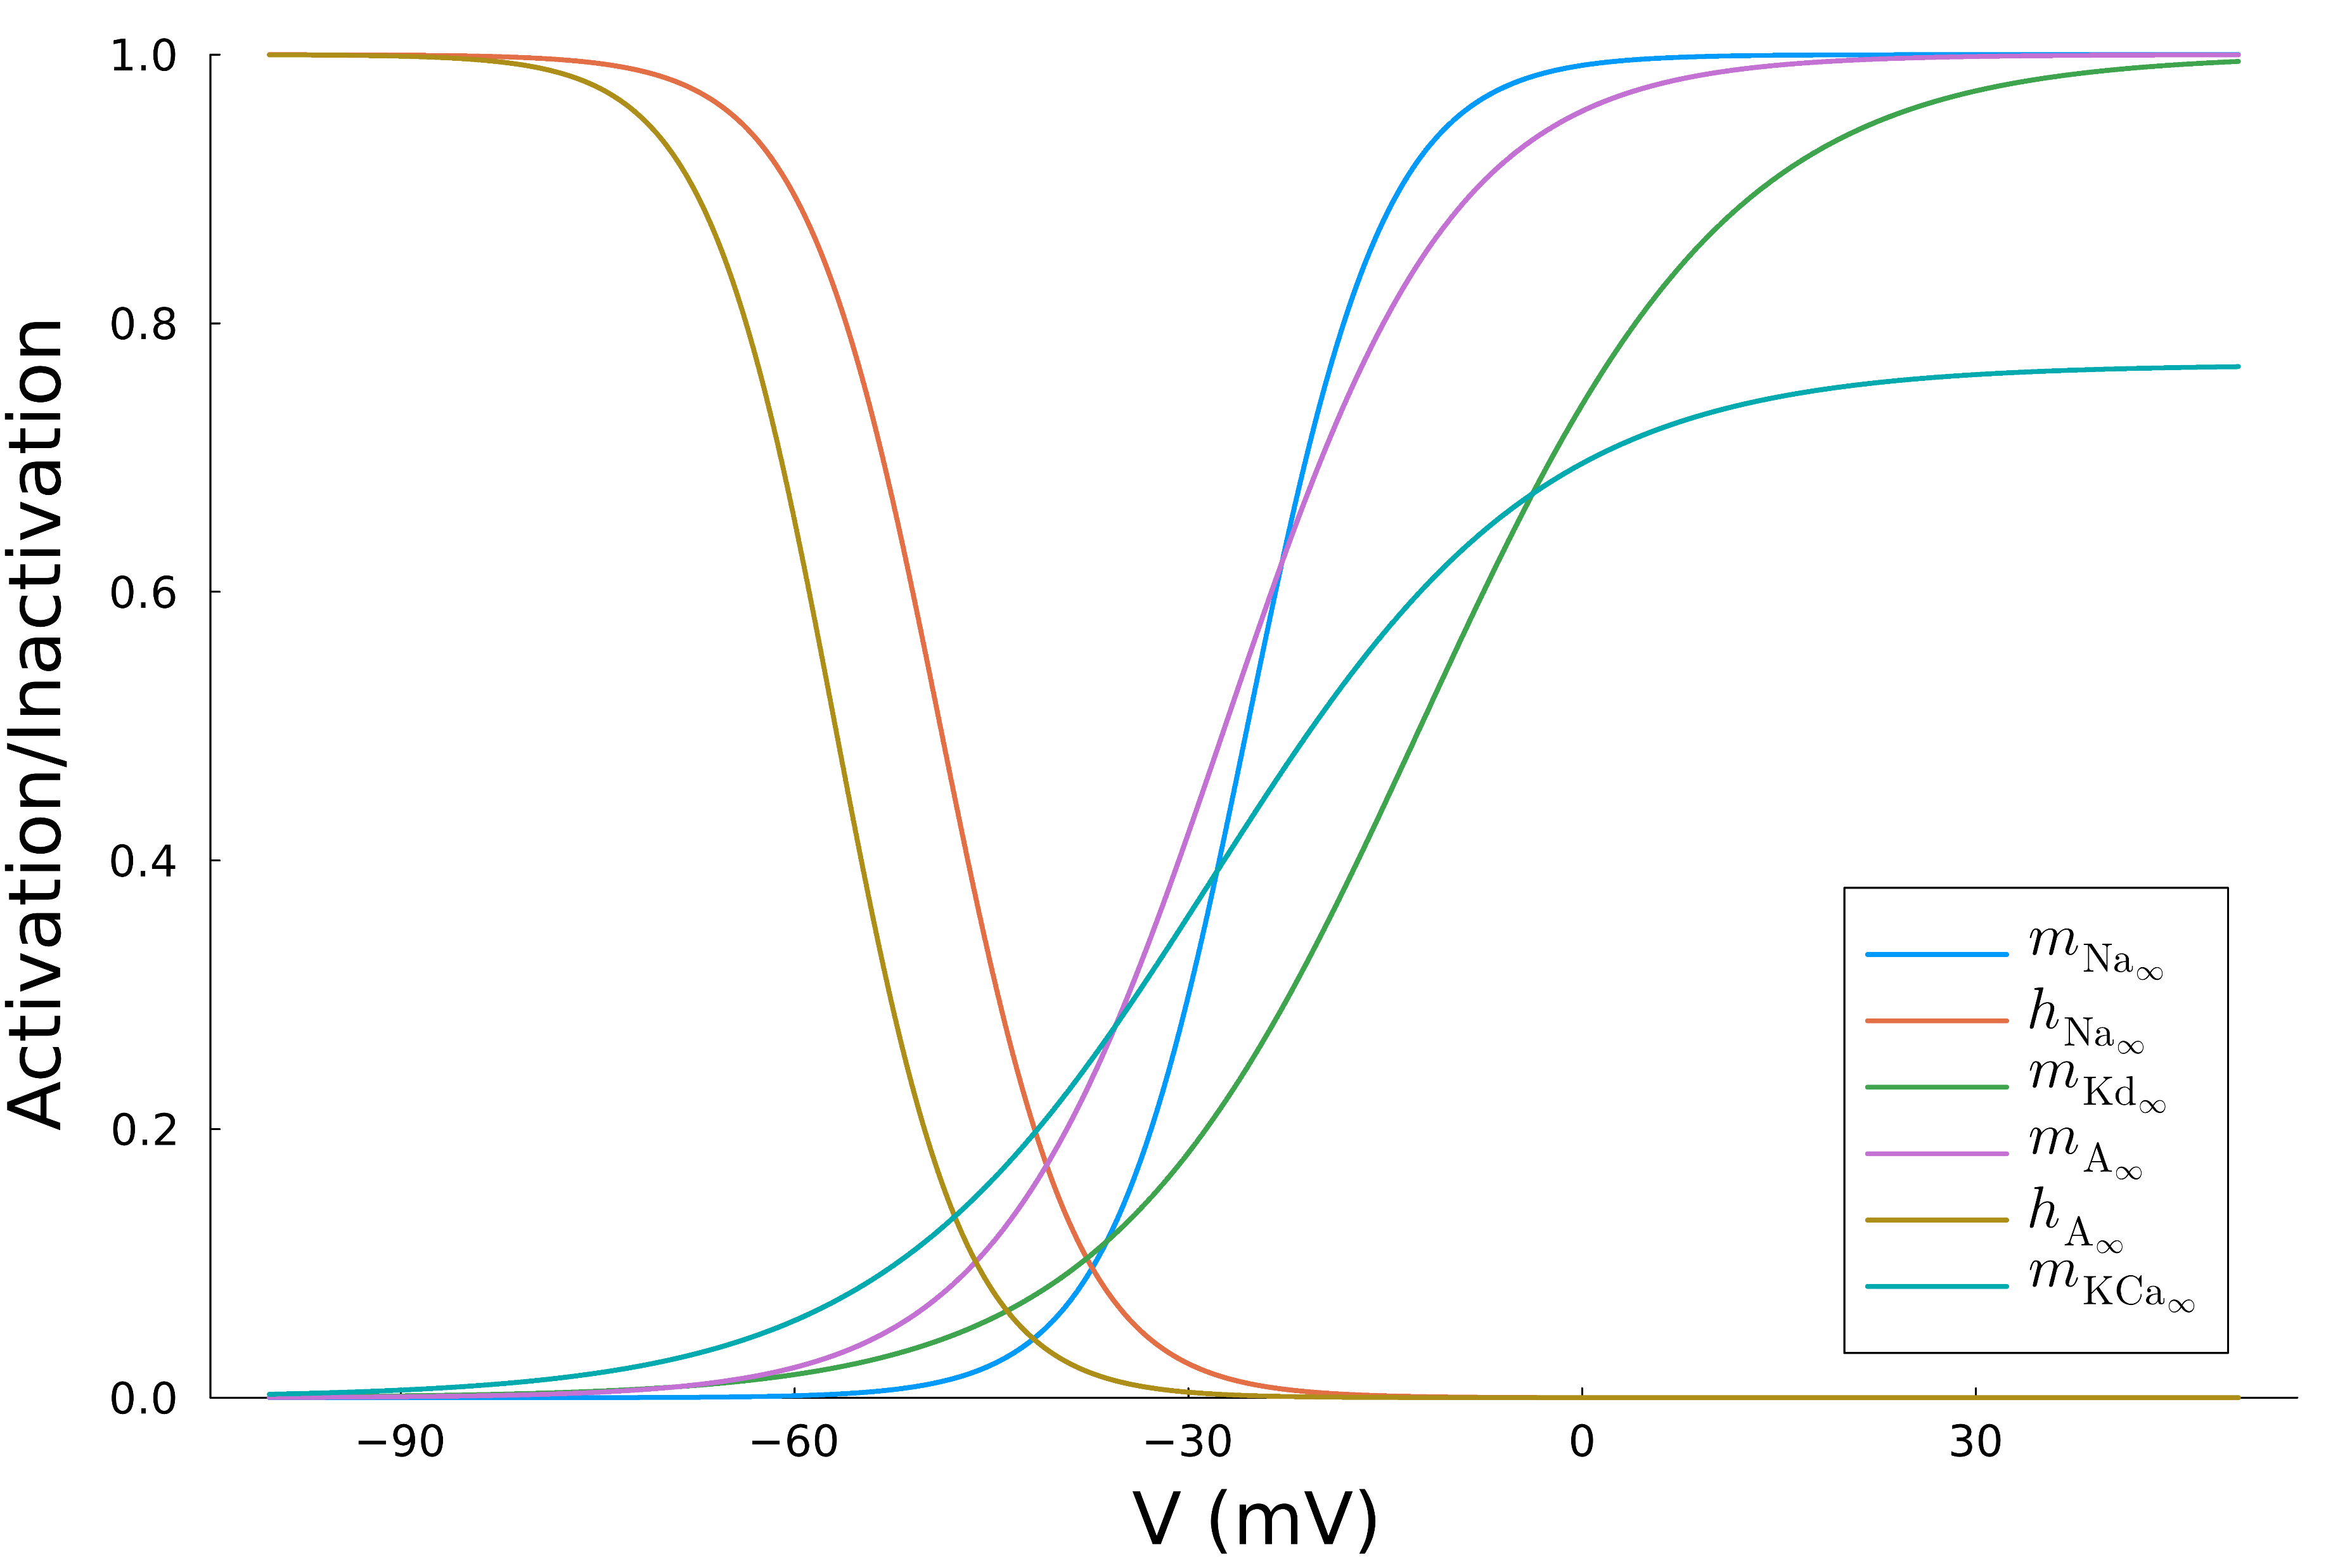 Activation/Inactivation
1.0
0.8
0.6
0.4
0.2
0.0
−90 −60 −30 0 30
V (mV)
m_Na∞
h_Na∞
m_Kd∞
m_A∞
h_A∞
m_KCa∞